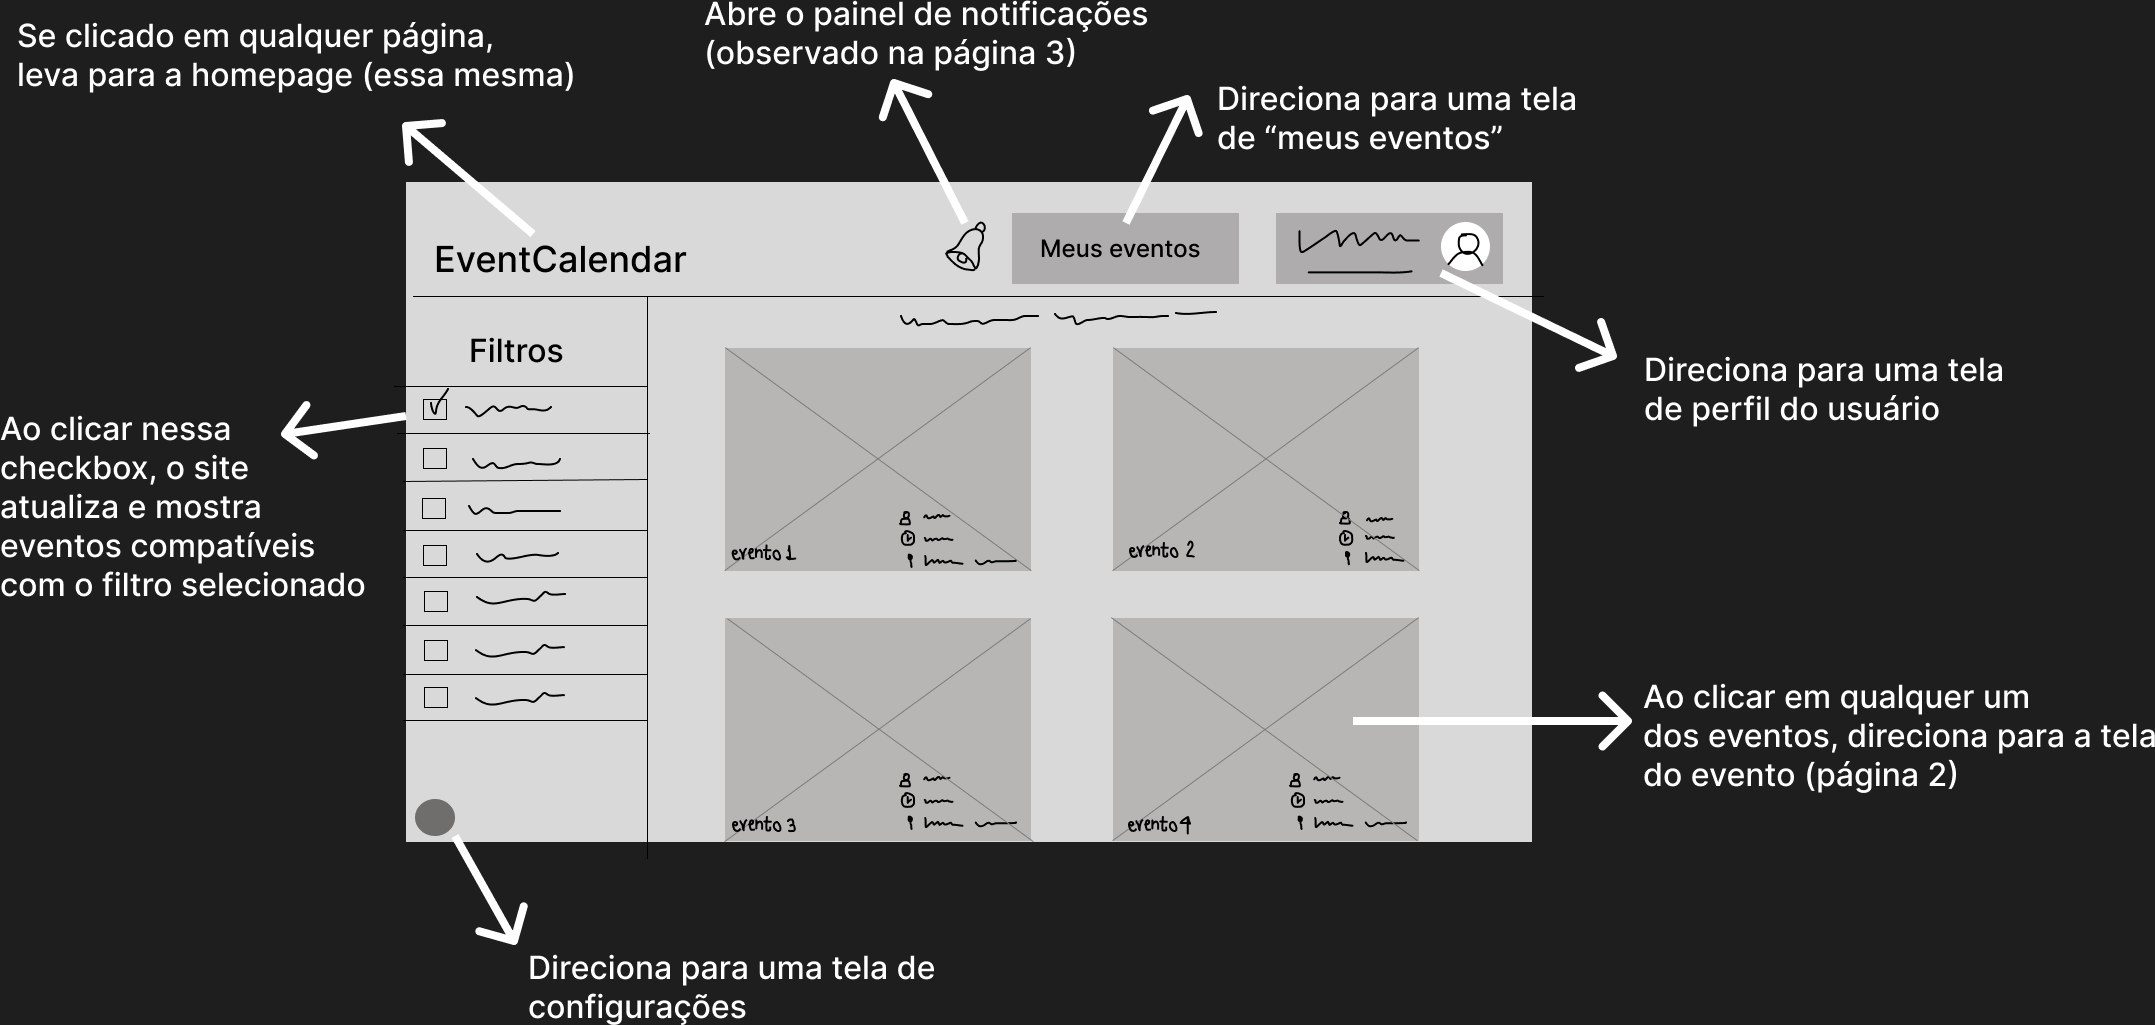 Se clicado em qualquer página,
leva para a homepage (essa mesma)
Abre o painel de notificações
(observado na página 3)
Direciona para uma tela
de “meus eventos”
EventCalendar
Meus eventos
Filtros
Direciona para uma tela
de perfil do usuário
Ao clicar nessa
checkbox, o site
atualiza e mostra
eventos compatíveis
com o filtro selecionado
evento 1
evento 2
evento 3
evento 4
Ao clicar em qualquer um
dos eventos, direciona para a tela
do evento (página 2)
Direciona para uma tela de
configurações